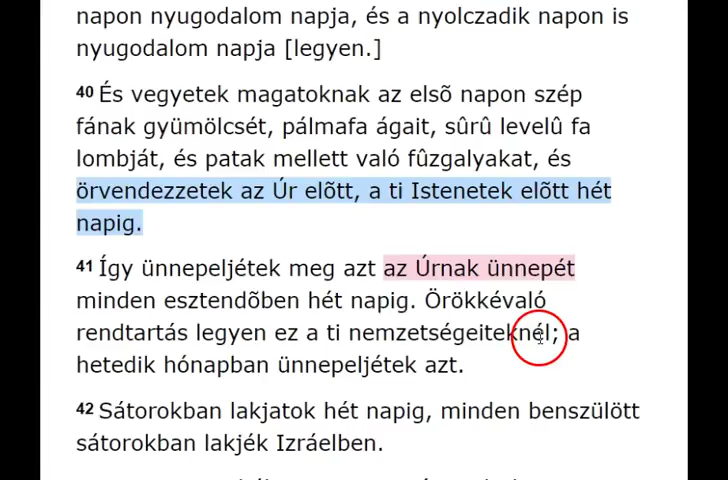 napon nyugodalom napja, és a nyolczadik napon is
nyugodalom napja [legyen.]
40 És vegyetek magatoknak az elsõ napon szép
fának gyümölcsét, pálmafa ágait, sûrû levelû fa
lombját, és patak mellett való fûzgalyakat, és
örvendezzetek az Úr elõtt, a ti Istenetek elõtt hét
napig.
41 Így ünnepeljétek meg azt az Úrnak ünnepét
minden esztendõben hét napig. Örökkévaló
rendtartás legyen ez a ti nemzetségeiteknél; a
hetedik hónapban ünnepeljétek azt.
42 Sátorokban lakjatok hét napig, minden benszülött
sátorokban lakjék Izráelben.